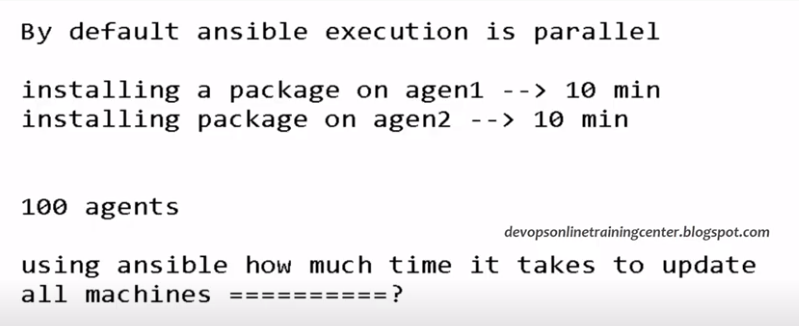 By default ansible execution is parallel
installing a package on agen1 --> 10 min
installing package on agen2 --> 10 min
100 agents
devopsonlinetrainingcenter.blogspot.com
using ansible how much time it takes to update
all machines ==========?